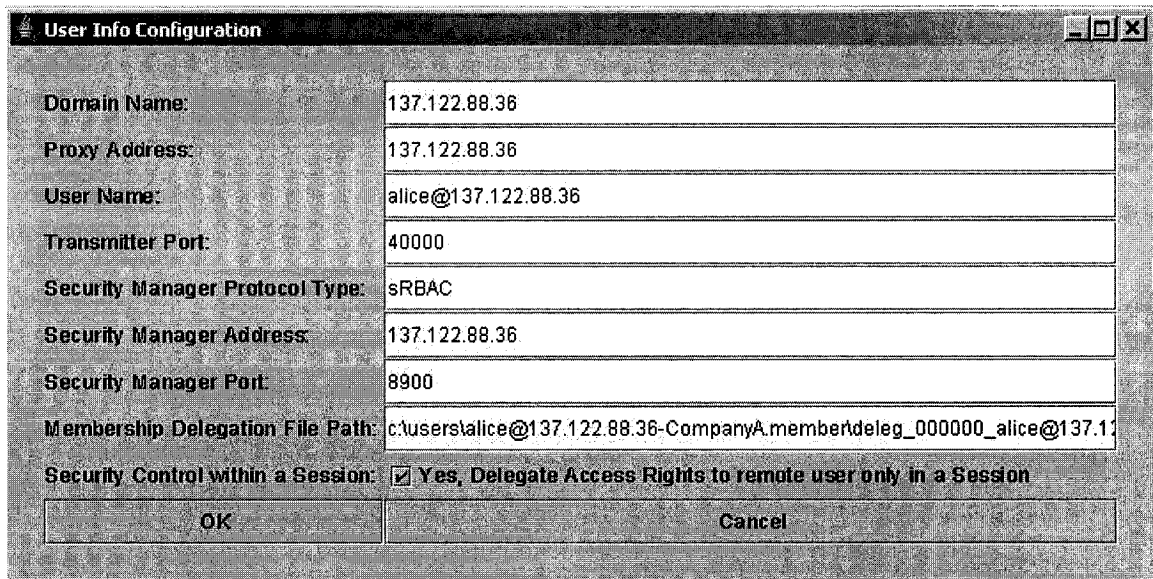 User Info Configuration
Domain Name: 137.122.88.36
Proxy Address: 137.122.88.36
User Name: alice@137.122.88.36
Transmitter Port: 40000
Security Manager Protocol Type: sRBAC
Security Manager Address: 137.122.88.36
Security Manager Port: 8900
Membership Delegation File Path: c:\users\alice@137.122.88.36-CompanyA.member\deleg_000000_alice@137.12
Security Control within a Session: Yes, Delegate Access Rights to remote user only in a Session
OK Cancel